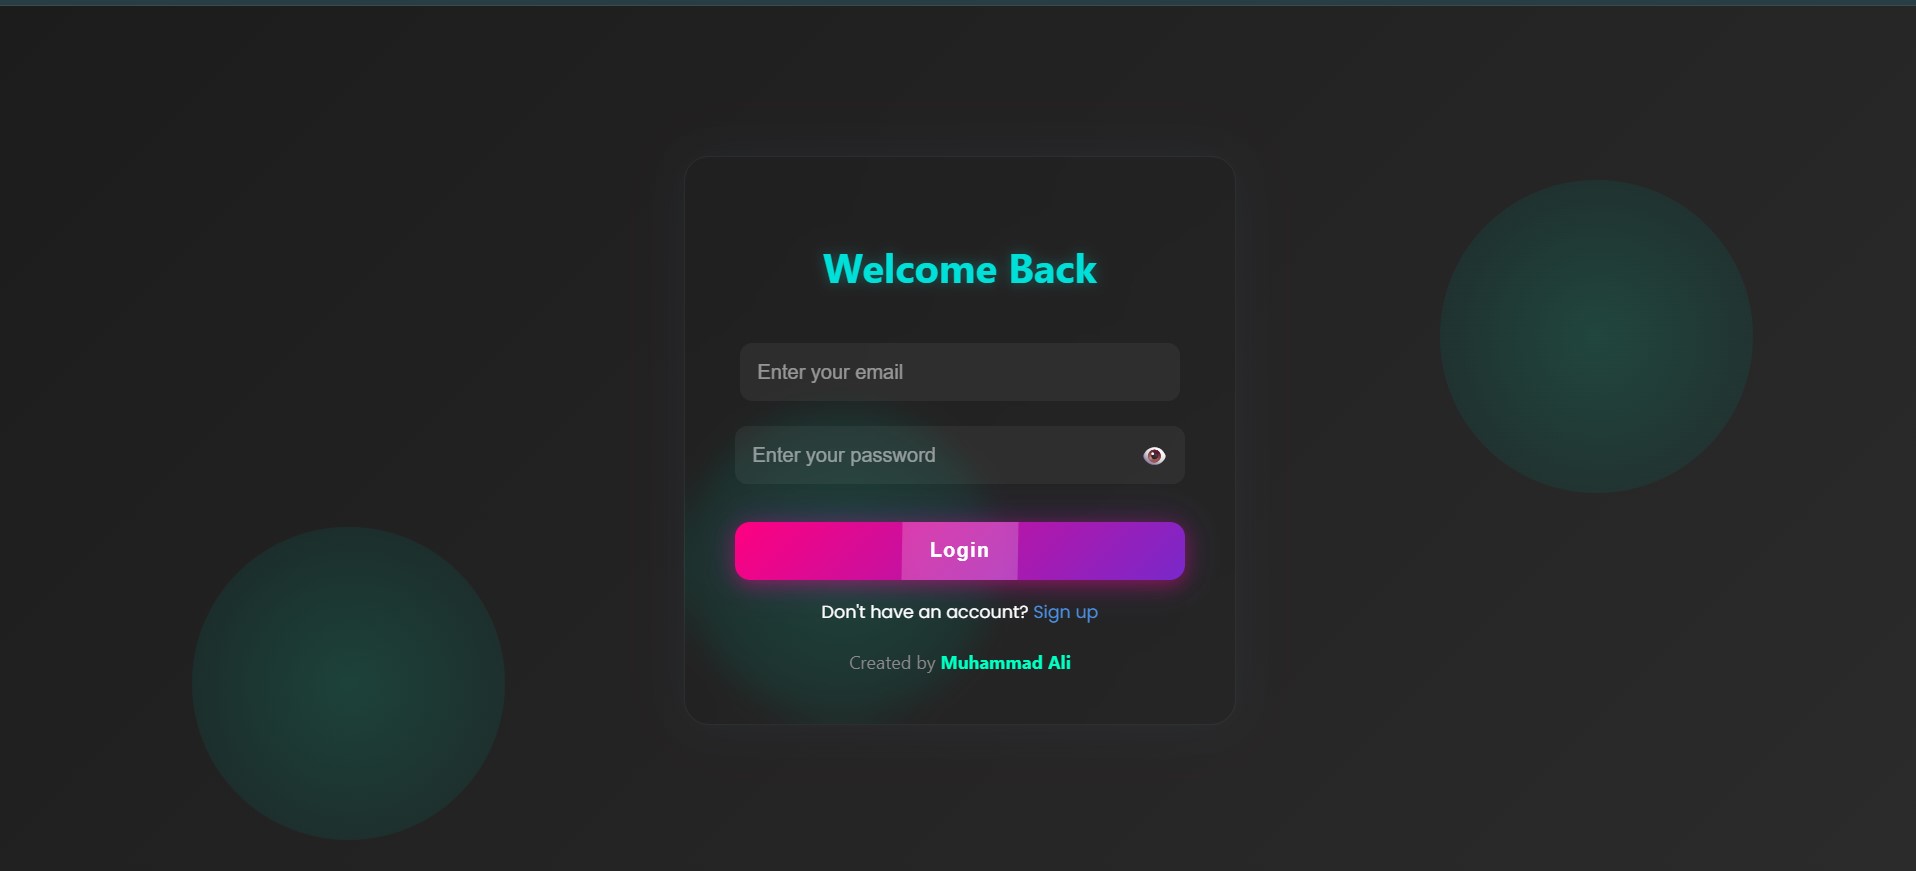 Welcome Back
Enter your email
Enter your password
Login
Don't have an account? Sign up
Created by Muhammad Ali